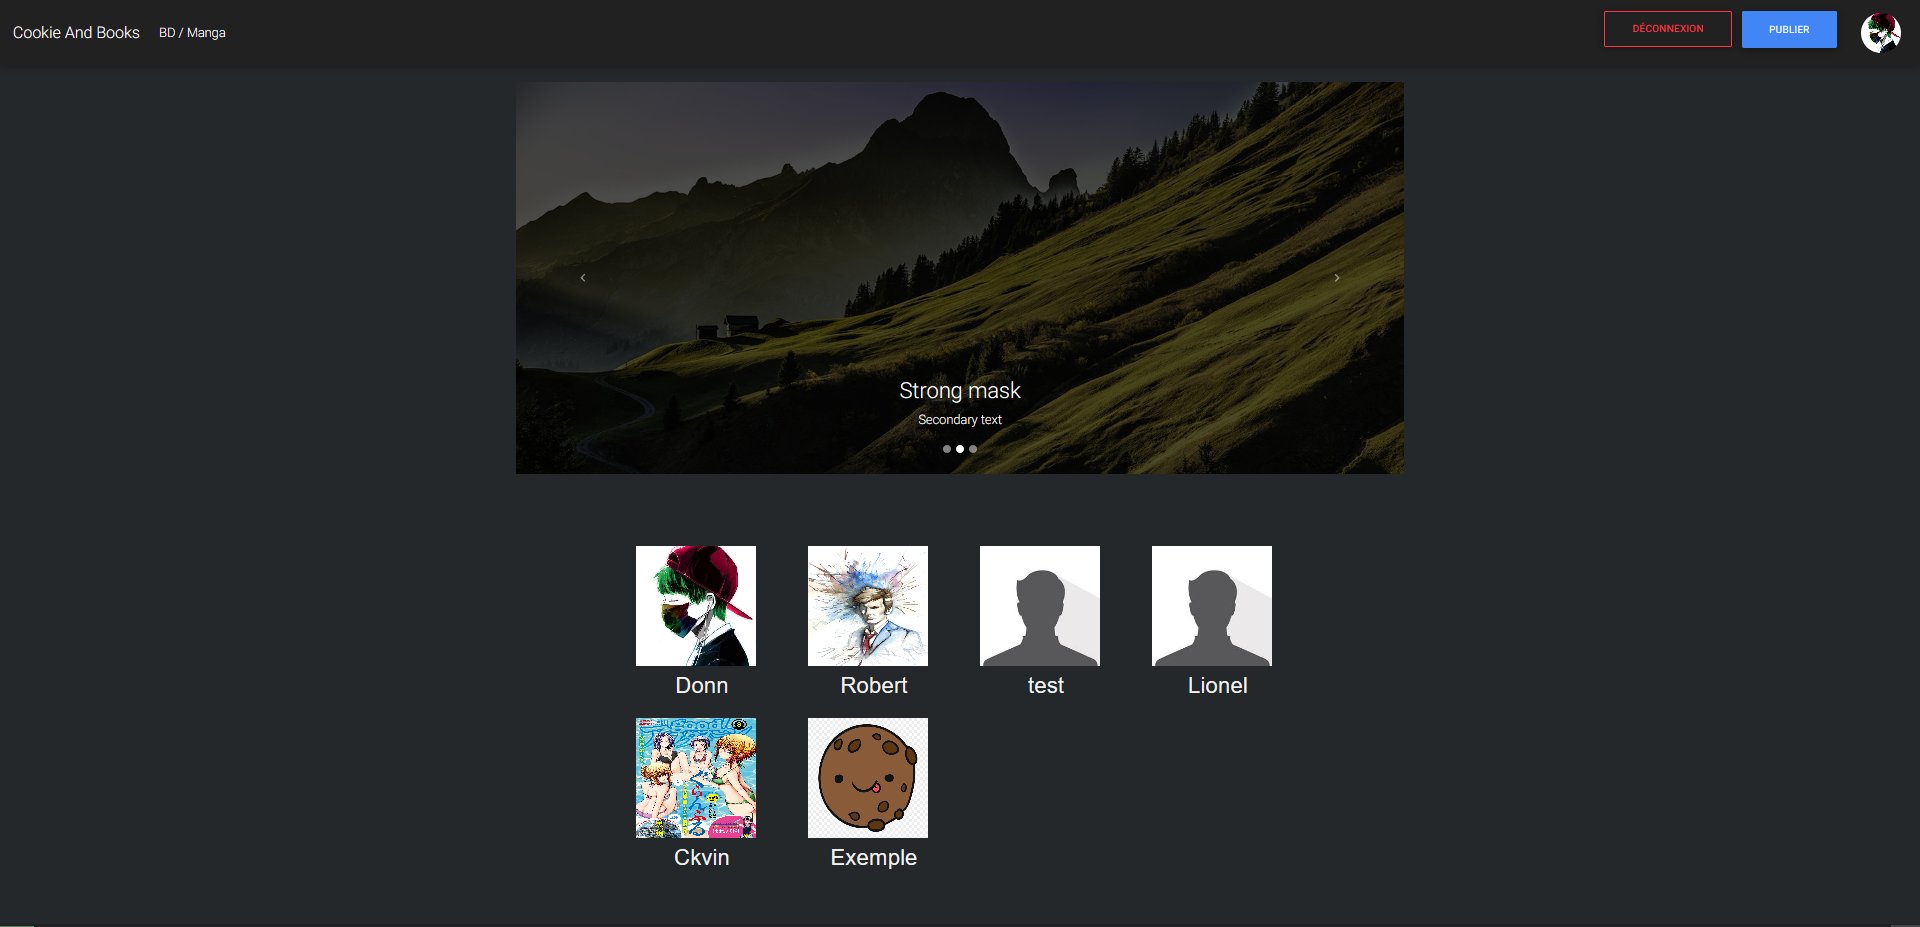 Cookie And Books
BD / Manga
DÉCONNEXION
PUBLIER
Strong mask
Secondary text
Donn
Robert
test
Lionel
Ckvin
Exemple